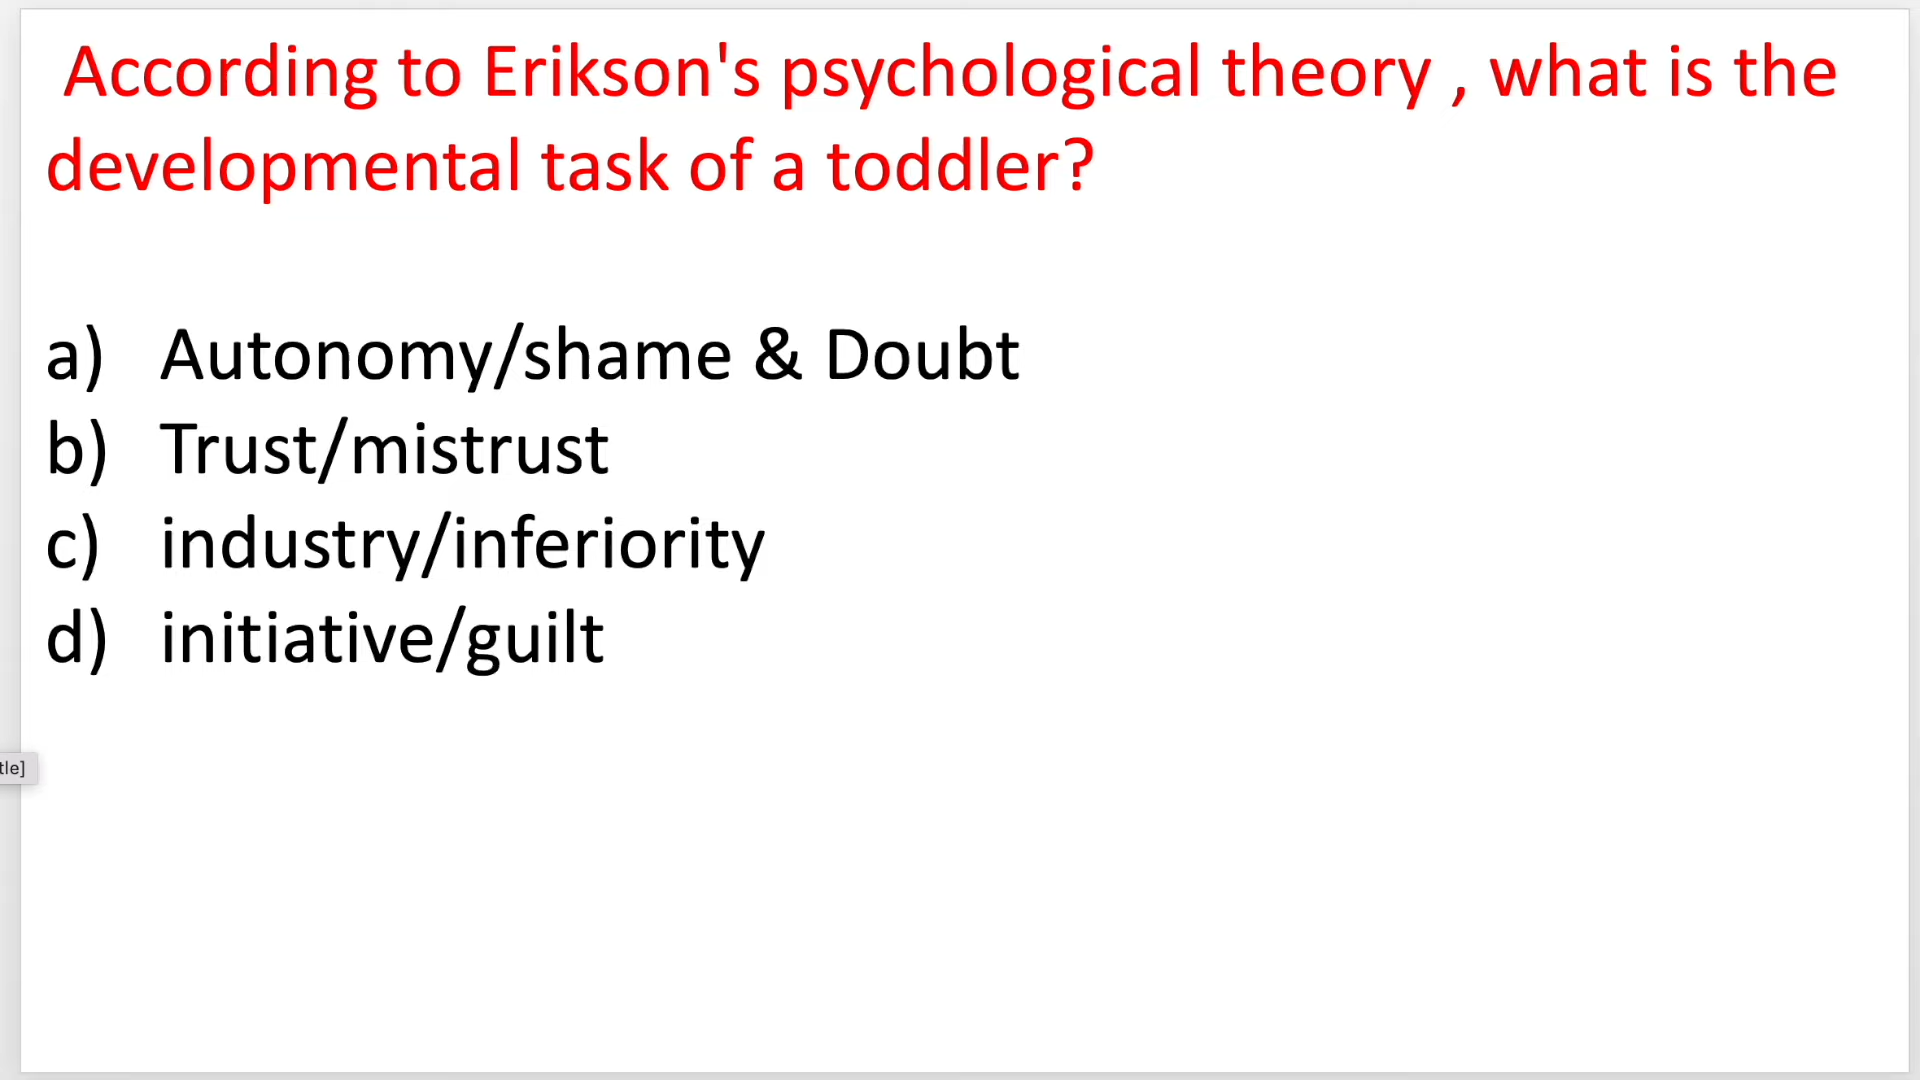 According to Erikson's psychological theory , what is the
developmental task of a toddler?
a) Autonomy/shame & Doubt
b) Trust/mistrust
c) industry/inferiority
d) initiative/guilt
tle]